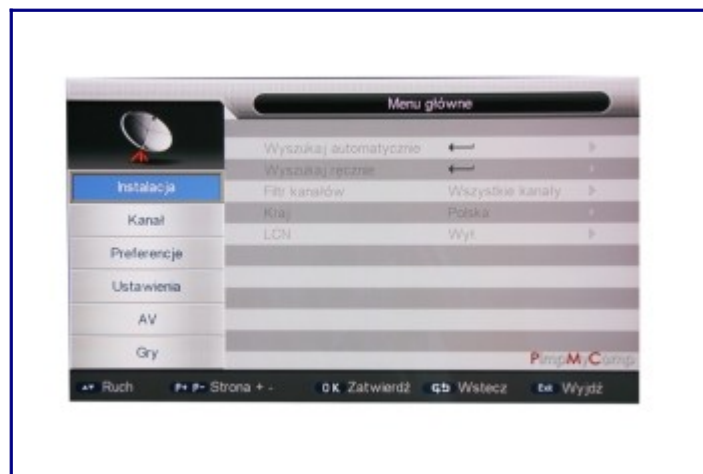 Menu główne
Wyszukaj automatycznie
Wyszukaj ręcznie
Filtr kanałów Wszystkie kanały
Kraj Polska
LCN Wył
Instalacja
Kanał
Preferencje
Ustawienia
AV
Gry
PimpMyComp
Ruch P+ P- Strona + - OK Zatwierdź Wstecz Exit Wyjdź